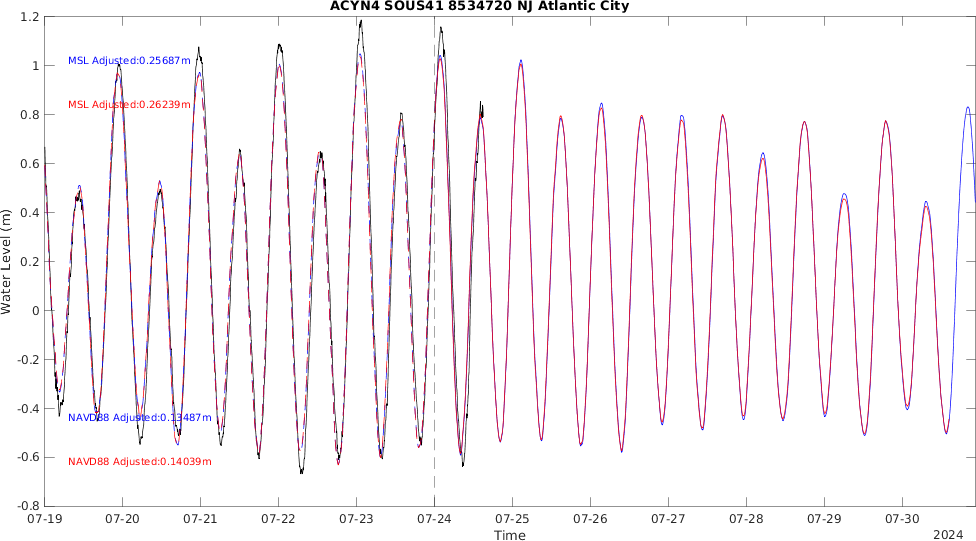 ACYN4 SOUS41 8534720 NJ Atlantic City
1.2
1
0.8
0.6
0.4
0.2
0
-0.2
-0.4
-0.6
-0.8
Water Level (m)
MSL Adjusted:0.25687m
MSL Adjusted:0.26239m
NAVD88 Adjusted:0.13487m
NAVD88 Adjusted:0.14039m
07-19 07-20 07-21 07-22 07-23 07-24 07-25 07-26 07-27 07-28 07-29 07-30
Time
2024